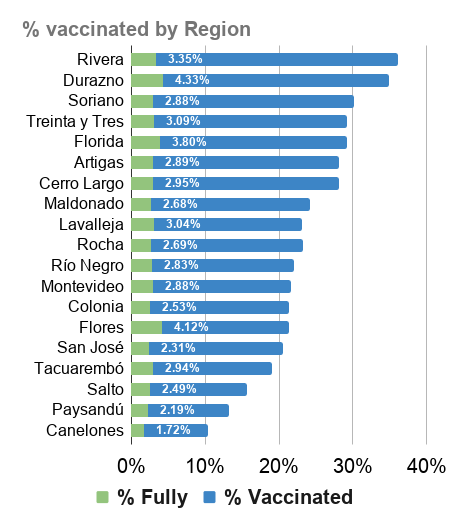 % vaccinated by Region
Rivera 3.35%
Durazno 4.33%
Soriano 2.88%
Treinta y Tres 3.09%
Florida 3.80%
Artigas 2.89%
Cerro Largo 2.95%
Maldonado 2.68%
Lavalleja 3.04%
Rocha 2.69%
Río Negro 2.83%
Montevideo 2.88%
Colonia 2.53%
Flores 4.12%
San José 2.31%
Tacuarembó 2.94%
Salto 2.49%
Paysandú 2.19%
Canelones 1.72%
0% 10% 20% 30% 40%
% Fully % Vaccinated